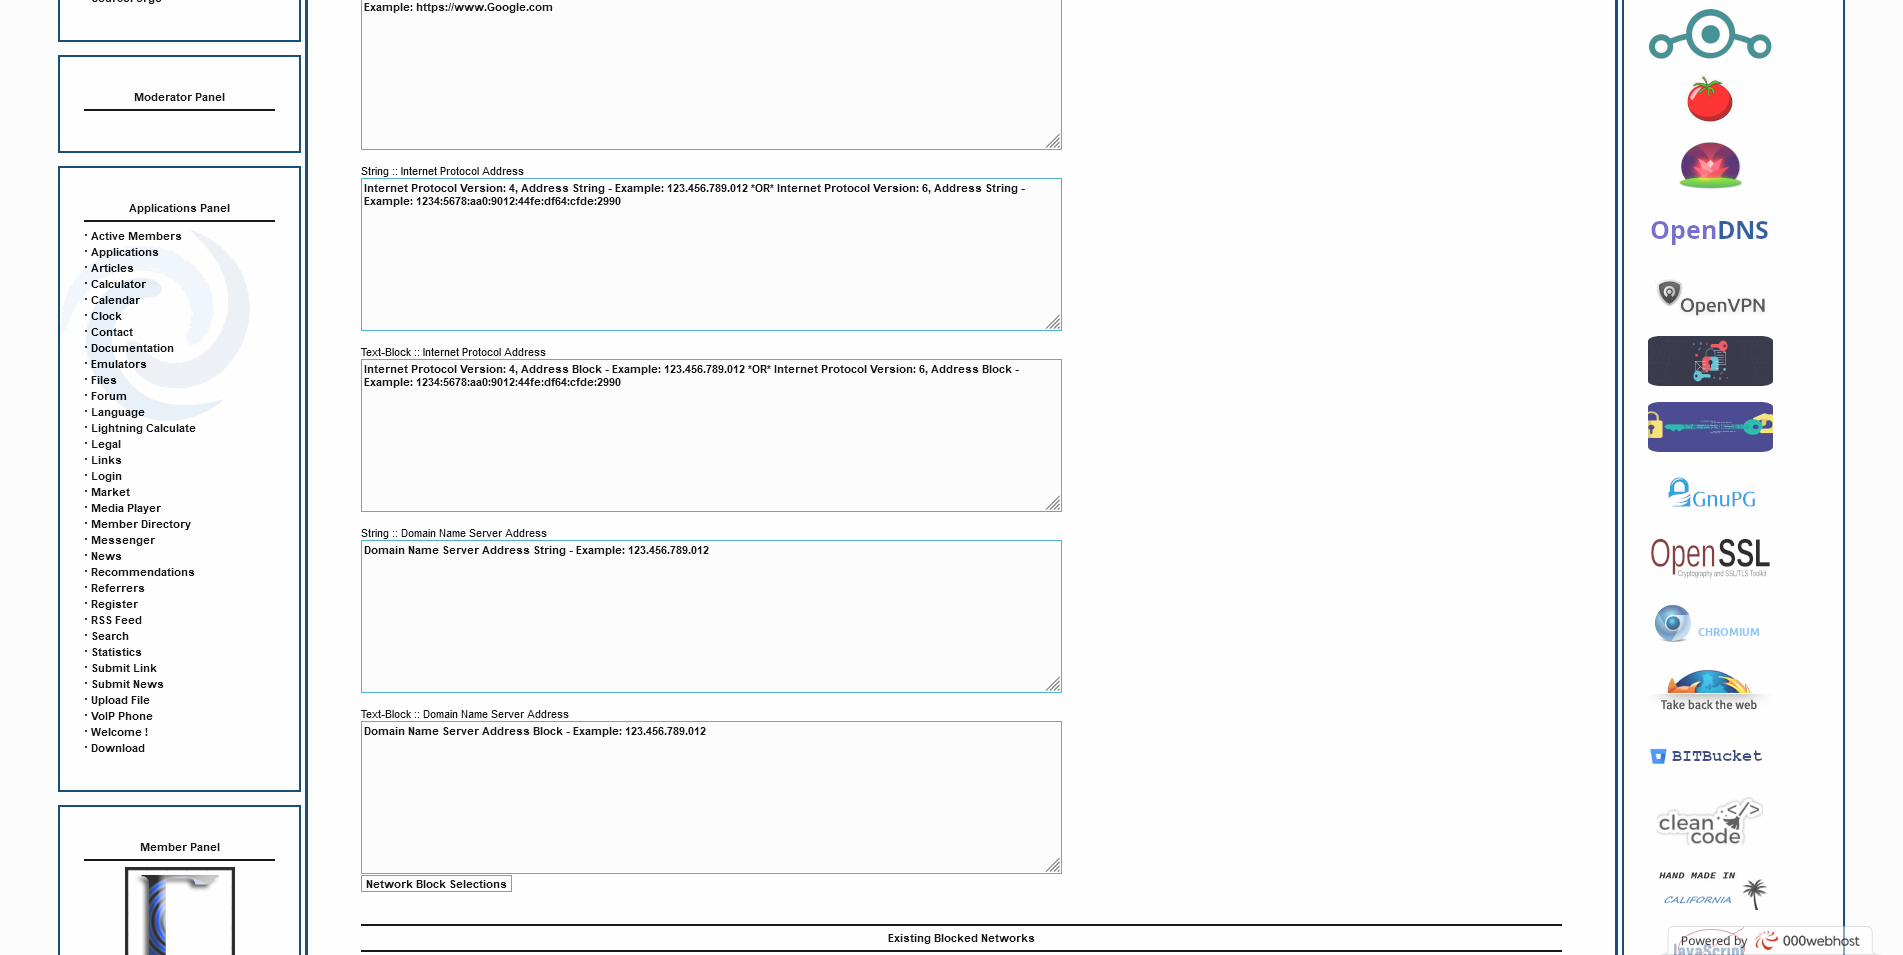 Moderator Panel
Applications Panel
· Active Members
· Applications
· Articles
· Calculator
· Calendar
· Clock
· Contact
· Documentation
· Emulators
· Files
· Forum
· Language
· Lightning Calculate
· Legal
· Links
· Login
· Market
· Media Player
· Member Directory
· Messenger
· News
· Recommendations
· Referrers
· Register
· RSS Feed
· Search
· Statistics
· Submit Link
· Submit News
· Upload File
· VoIP Phone
· Welcome !
· Download
Member Panel
Example: https://www.Google.com
String :: Internet Protocol Address
Internet Protocol Version: 4, Address String - Example: 123.456.789.012 *OR* Internet Protocol Version: 6, Address String -
Example: 1234:5678:aa0:9012:44fe:df64:cfde:2990
Text-Block :: Internet Protocol Address
Internet Protocol Version: 4, Address Block - Example: 123.456.789.012 *OR* Internet Protocol Version: 6, Address Block -
Example: 1234:5678:aa0:9012:44fe:df64:cfde:2990
String :: Domain Name Server Address
Domain Name Server Address String - Example: 123.456.789.012
Text-Block :: Domain Name Server Address
Domain Name Server Address Block - Example: 123.456.789.012
Network Block Selections
Existing Blocked Networks
OpenDNS
OpenVPN
GnuPG
OpenSSL
Cryptography and SSL/TLS Toolkit
CHROMIUM
Take back the web
BITBucket
clean
code
</>
HAND MADE IN
CALIFORNIA
Powered by 000webhost
JavaScript